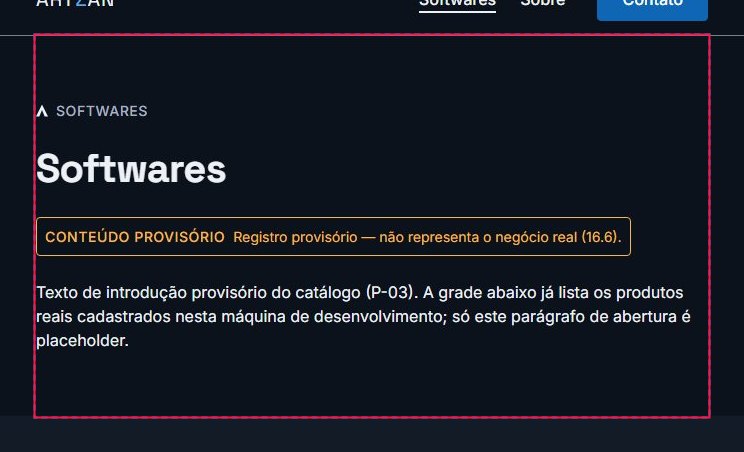 ARTZAN
Softwares Sobre Contato
SOFTWARES
Softwares
CONTEÚDO PROVISÓRIO Registro provisório — não representa o negócio real (16.6).
Texto de introdução provisório do catálogo (P-03). A grade abaixo já lista os produtos
reais cadastrados nesta máquina de desenvolvimento; só este parágrafo de abertura é
placeholder.